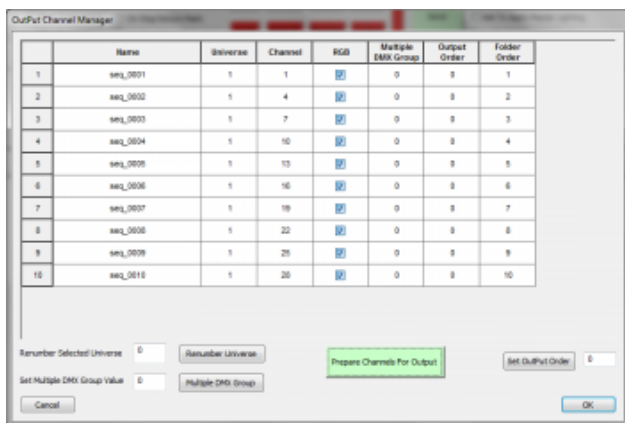 OutPut Channel Manager
Name Universe Channel RGB Multiple DMX Group Output Order Folder Order
1 seq_0001 1 1 0 0 1
2 seq_0002 1 4 0 0 2
3 seq_0003 1 7 0 0 3
4 seq_0004 1 10 0 0 4
5 seq_0005 1 13 0 0 5
6 seq_0006 1 16 0 0 6
7 seq_0007 1 19 0 0 7
8 seq_0008 1 22 0 0 8
9 seq_0009 1 25 0 0 9
10 seq_0010 1 28 0 0 10
Renumber Selected Universe 0 Renumber Universe
Prepare Channels For Output
Set OutPut Order 0
Set Multiple DMX Group Value 0 Multiple DMX Group
Cancel OK